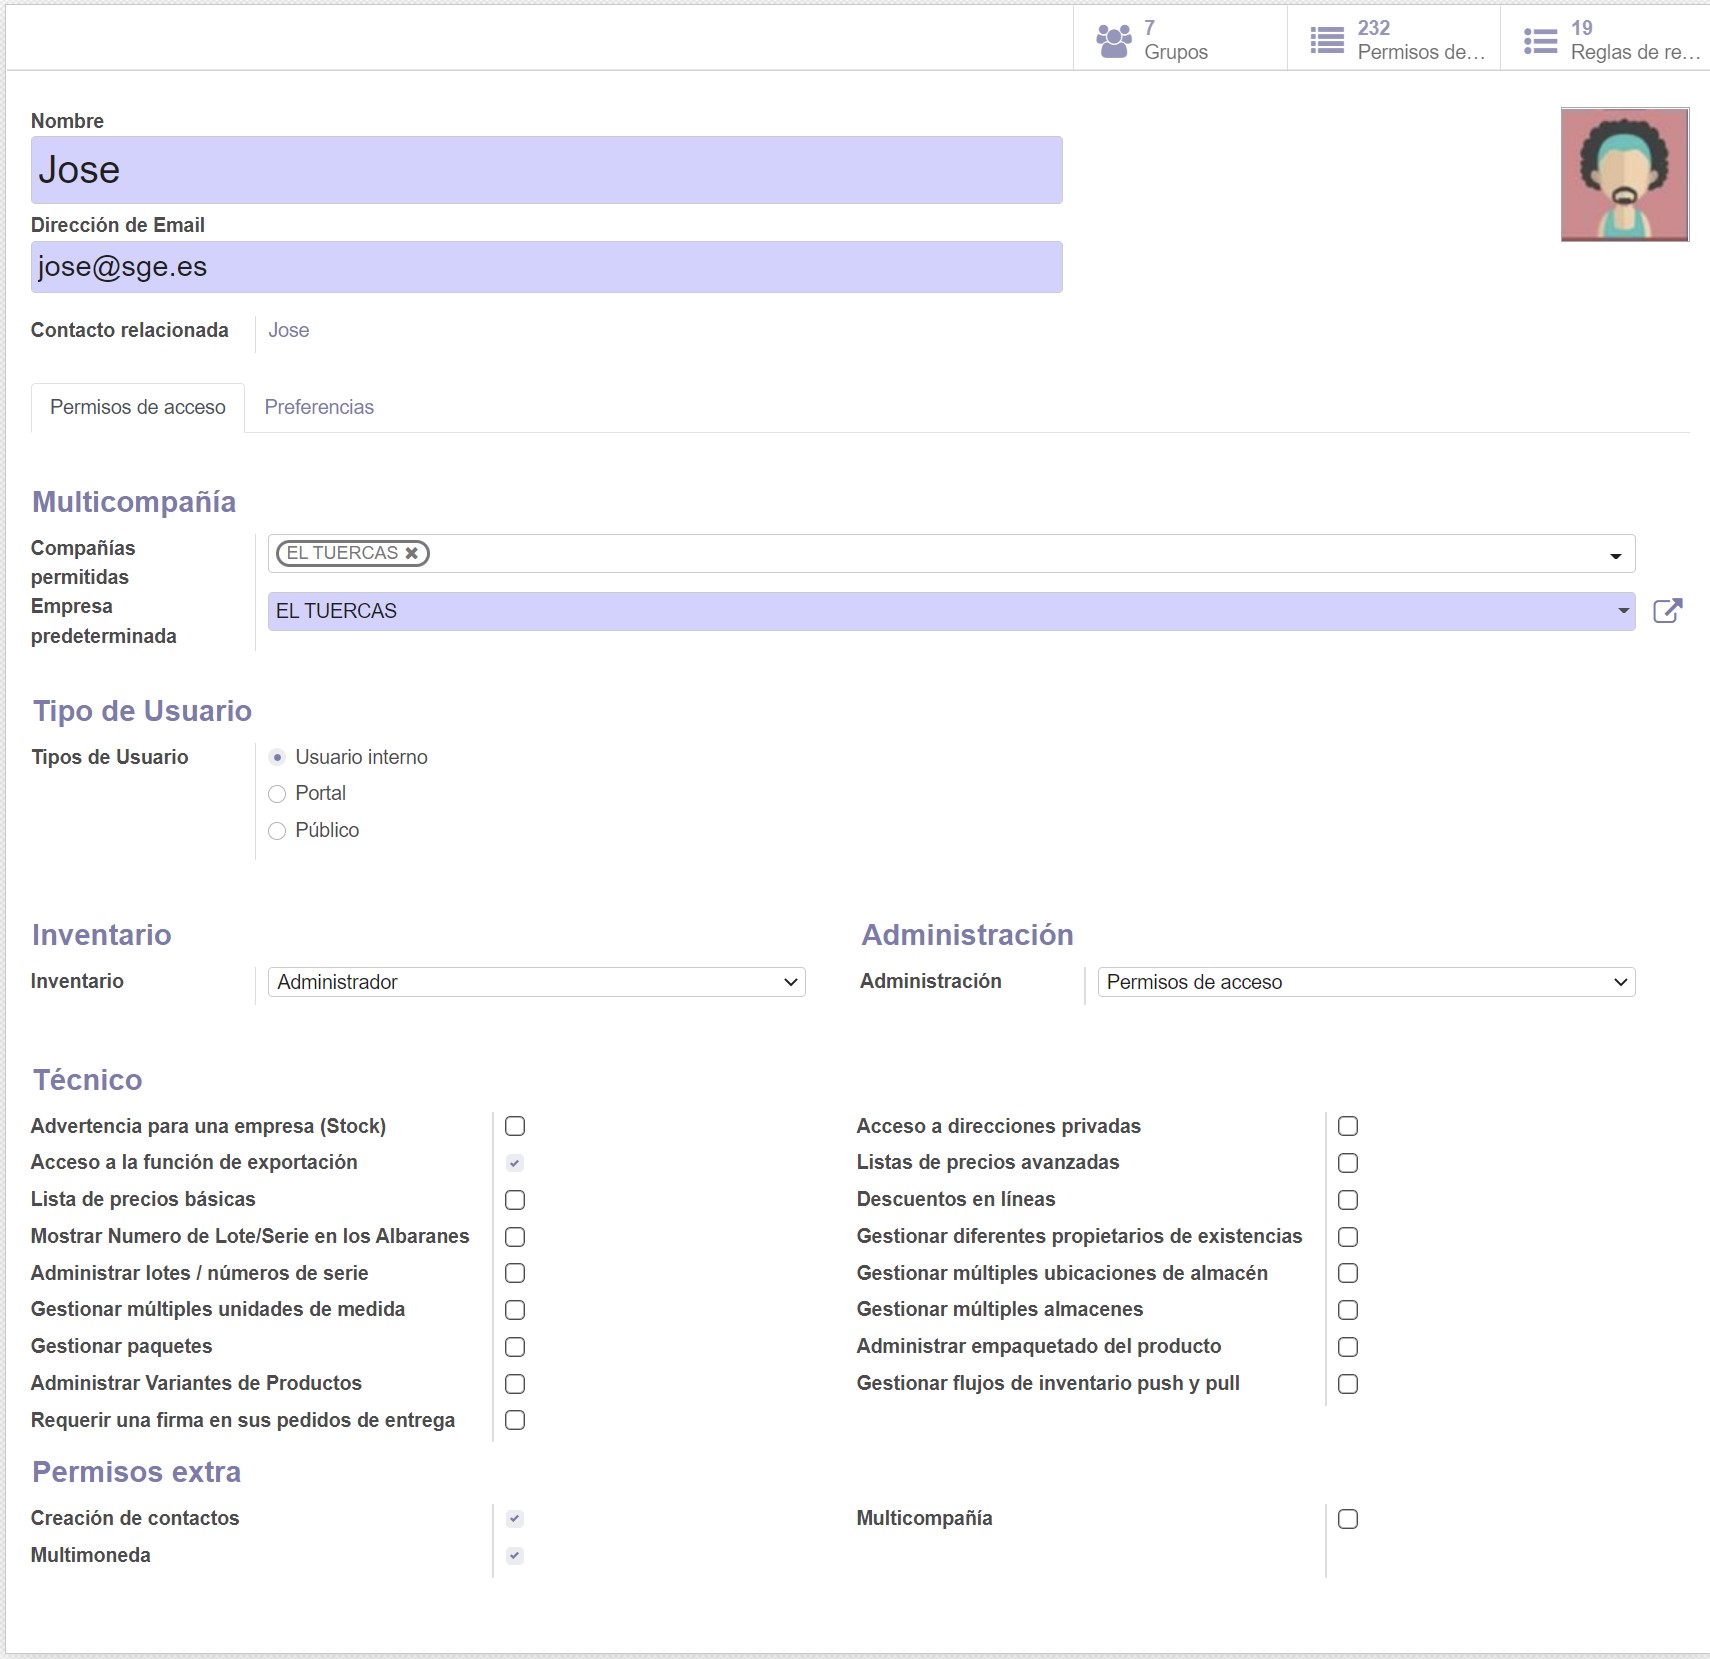 7
Grupos
232
Permisos de...
19
Reglas de re...
Nombre
Jose
Dirección de Email
jose@sge.es
Contacto relacionada Jose
Permisos de acceso Preferencias
Multicompañía
Compañías permitidas EL TUERCAS
Empresa predeterminada EL TUERCAS
Tipo de Usuario
Tipos de Usuario Usuario interno
Portal
Público
Inventario
Inventario Administrador
Administración
Administración Permisos de acceso
Técnico
Advertencia para una empresa (Stock) Acceso a direcciones privadas
Acceso a la función de exportación Listas de precios avanzadas
Lista de precios básicas Descuentos en líneas
Mostrar Numero de Lote/Serie en los Albaranes Gestionar diferentes propietarios de existencias
Administrar lotes / números de serie Gestionar múltiples ubicaciones de almacén
Gestionar múltiples unidades de medida Gestionar múltiples almacenes
Gestionar paquetes Administrar empaquetado del producto
Administrar Variantes de Productos Gestionar flujos de inventario push y pull
Requerir una firma en sus pedidos de entrega
Permisos extra
Creación de contactos Multicompañía
Multimoneda